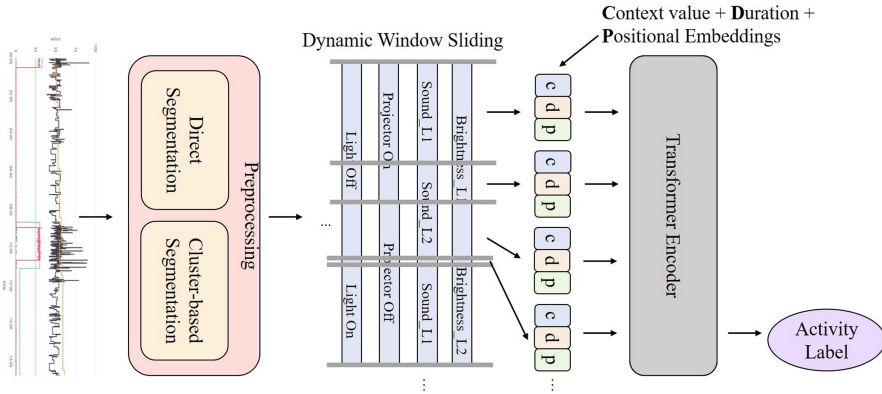 Context value + Duration +
Positional Embeddings
Dynamic Window Sliding
Direct
Segmentation
Cluster-based
Segmentation
Preprocessing
...
Light Off
Light On
Projector On
Projector Off
Sound_L1
Sound_L2
Sound_L1
Brightness_L1
Brightness_L2
...
c
d
p
c
d
p
c
d
p
c
d
p
...
Transformer Encoder
Activity
Label